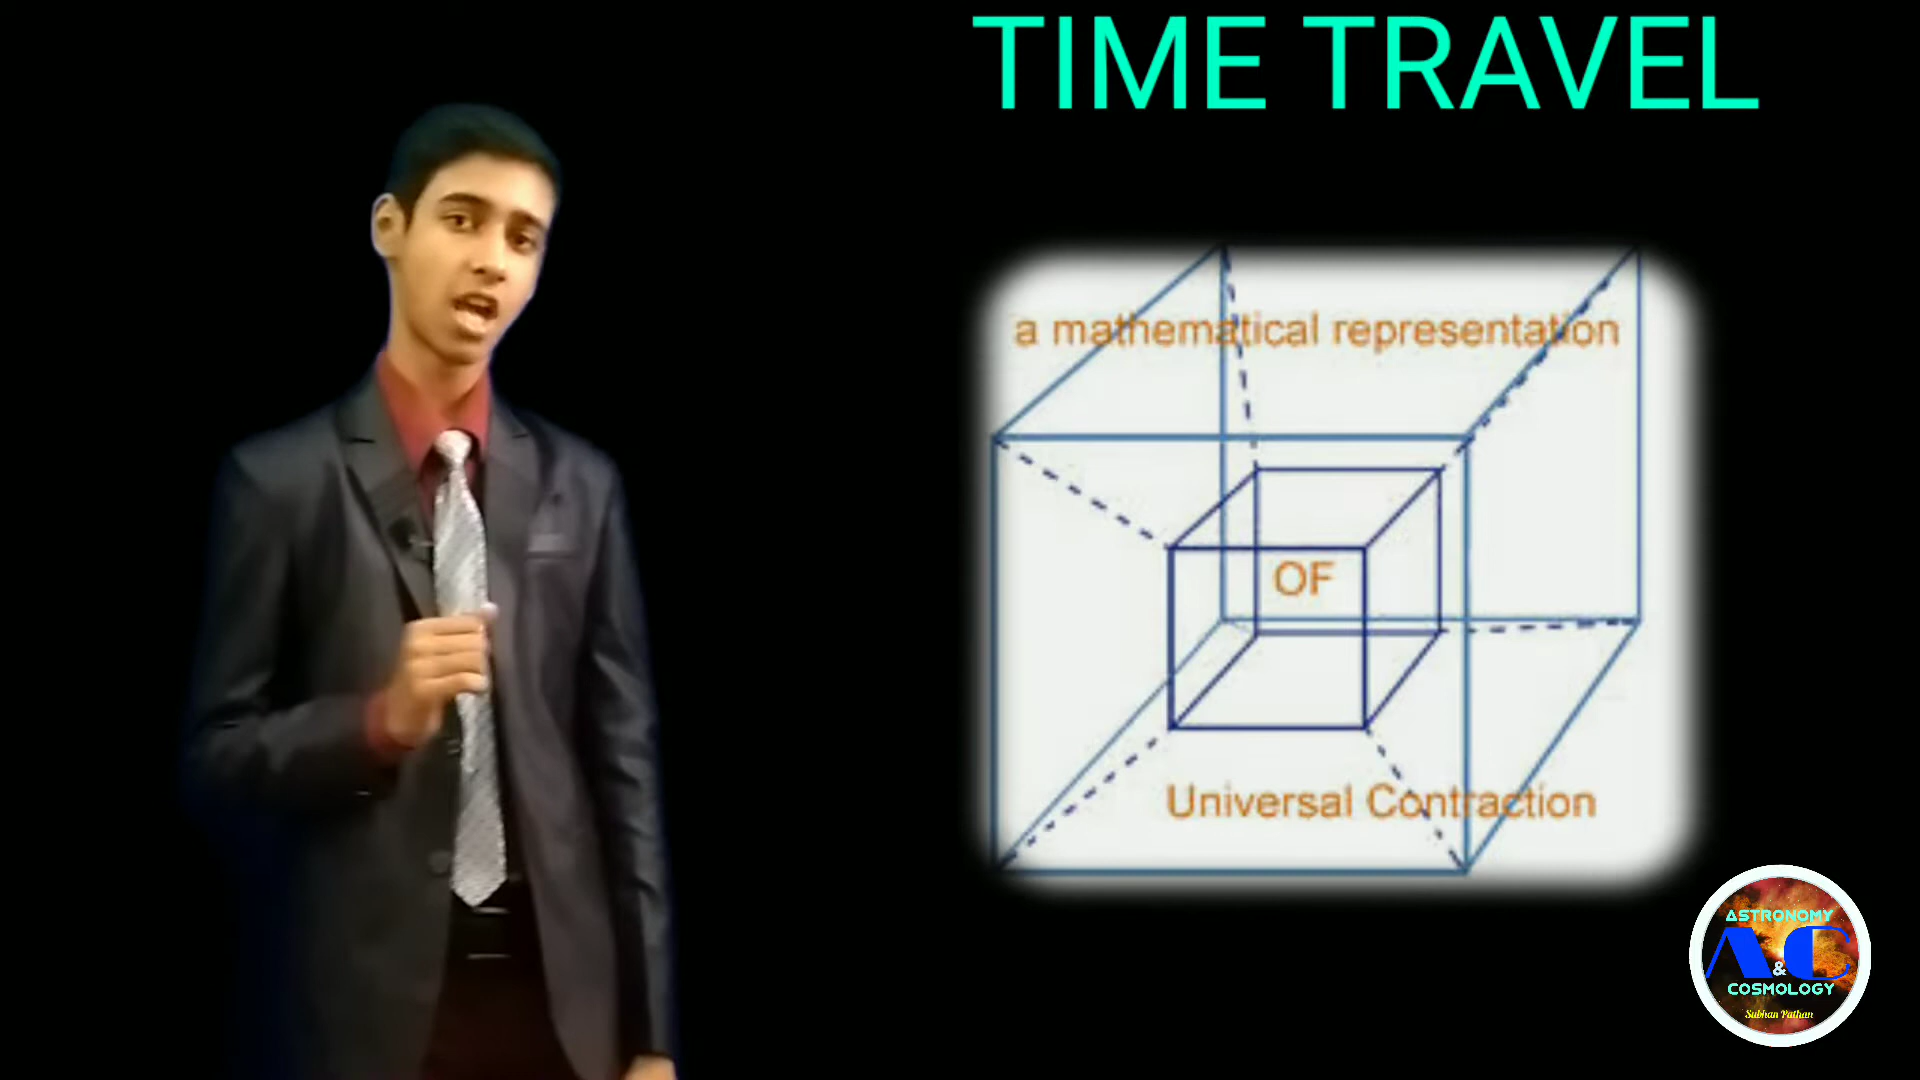 TIME TRAVEL
a mathematical representation
OF
Universal Contraction
ASTRONOMY
A&C
COSMOLOGY
Subhan Pathan